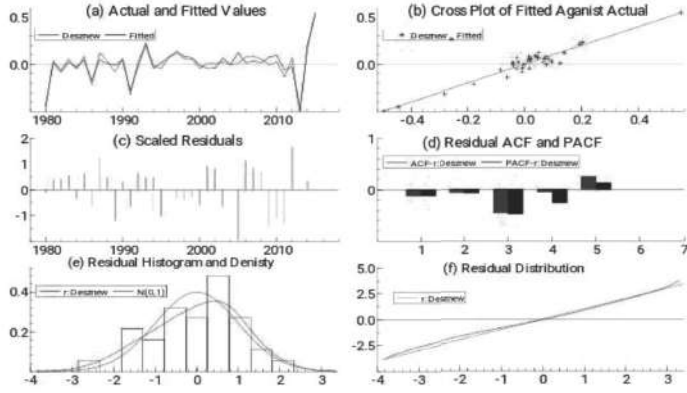 (a) Actual and Fitted Values
Desznew Fitted
0.5
0.0
1980 1990 2000 2010
(b) Cross Plot of Fitted Aganist Actual
Desznew Fitted
0.5
0.0
-0.4 -0.2 0.0 0.2 0.4
(c) Scaled Residuals
2
1
0
-1
1980 1990 2000 2010
(d) Residual ACF and PACF
ACF-r:Desznew PACF-r:Desznew
1
0
1 2 3 4 5 6 7
(e) Residual Histogram and Denisty
r:Desznew N(0,1)
0.4
0.2
-4 -3 -2 -1 0 1 2 3
(f) Residual Distribution
r:Desznew
5.0
2.5
0.0
-2.5
-4 -3 -2 -1 0 1 2 3